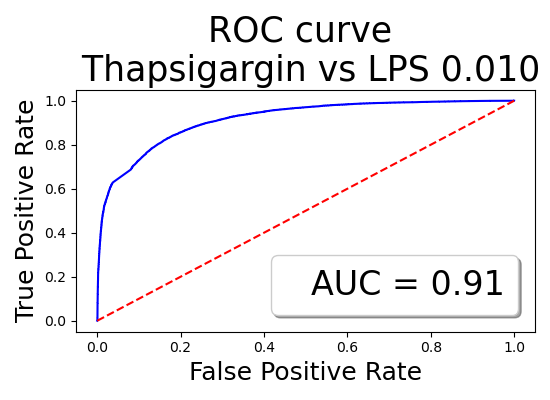 ROC curve
Thapsigargin vs LPS 0.010
True Positive Rate
1.0
0.8
0.6
0.4
0.2
0.0
AUC = 0.91
0.0 0.2 0.4 0.6 0.8 1.0
False Positive Rate